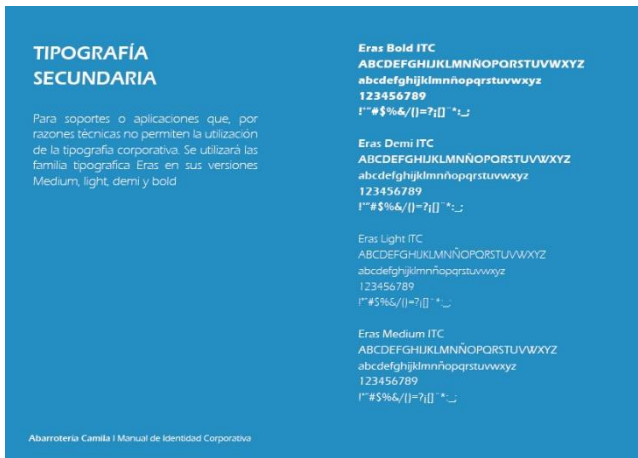 TIPOGRAFÍA
SECUNDARIA
Para soportes o aplicaciones que, por
razones técnicas no permiten la utilización
de la tipografía corporativa. Se utilizará las
familia tipografica Eras en sus versiones
Medium, light, demi y bold
Eras Bold ITC
ABCDEFGHIJKLMNÑOPQRSTUVWXYZ
abcdefghijklmnñopqrstuvwxyz
123456789
!"¨#$%&/()=?¡[]¨*:_;
Eras Demi ITC
ABCDEFGHIJKLMNÑOPQRSTUVWXYZ
abcdefghijklmnñopqrstuvwxyz
123456789
!"¨#$%&/()=?¡[]¨*:_;
Eras Light ITC
ABCDEFGHIJKLMNÑOPQRSTUVWXYZ
abcdefghijklmnñopqrstuvwxyz
123456789
!"¨#$%&/()=?¡[]¨*:_;
Eras Medium ITC
ABCDEFGHIJKLMNÑOPQRSTUVWXYZ
abcdefghijklmnñopqrstuvwxyz
123456789
!"¨#$%&/()=?¡[]¨*:_;
Abarrotería Camila | Manual de Identidad Corporativa